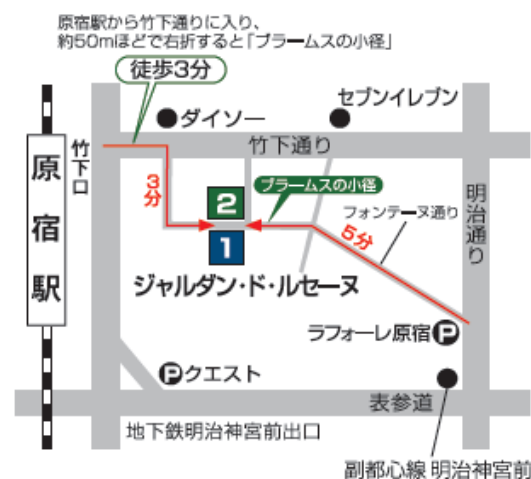 原宿駅から竹下通りに入り、
約50mほどで右折すると「ブラームスの小径」
徒歩3分
セブンイレブン
ダイソー
竹下口
竹下通り
原宿駅
3分
2
ブラームスの小径
明治通り
フォンテーヌ通り
1
5分
ジャルダン・ド・ルセーヌ
ラフォーレ原宿 P
P クエスト
表参道
地下鉄明治神宮前出口
副都心線 明治神宮前